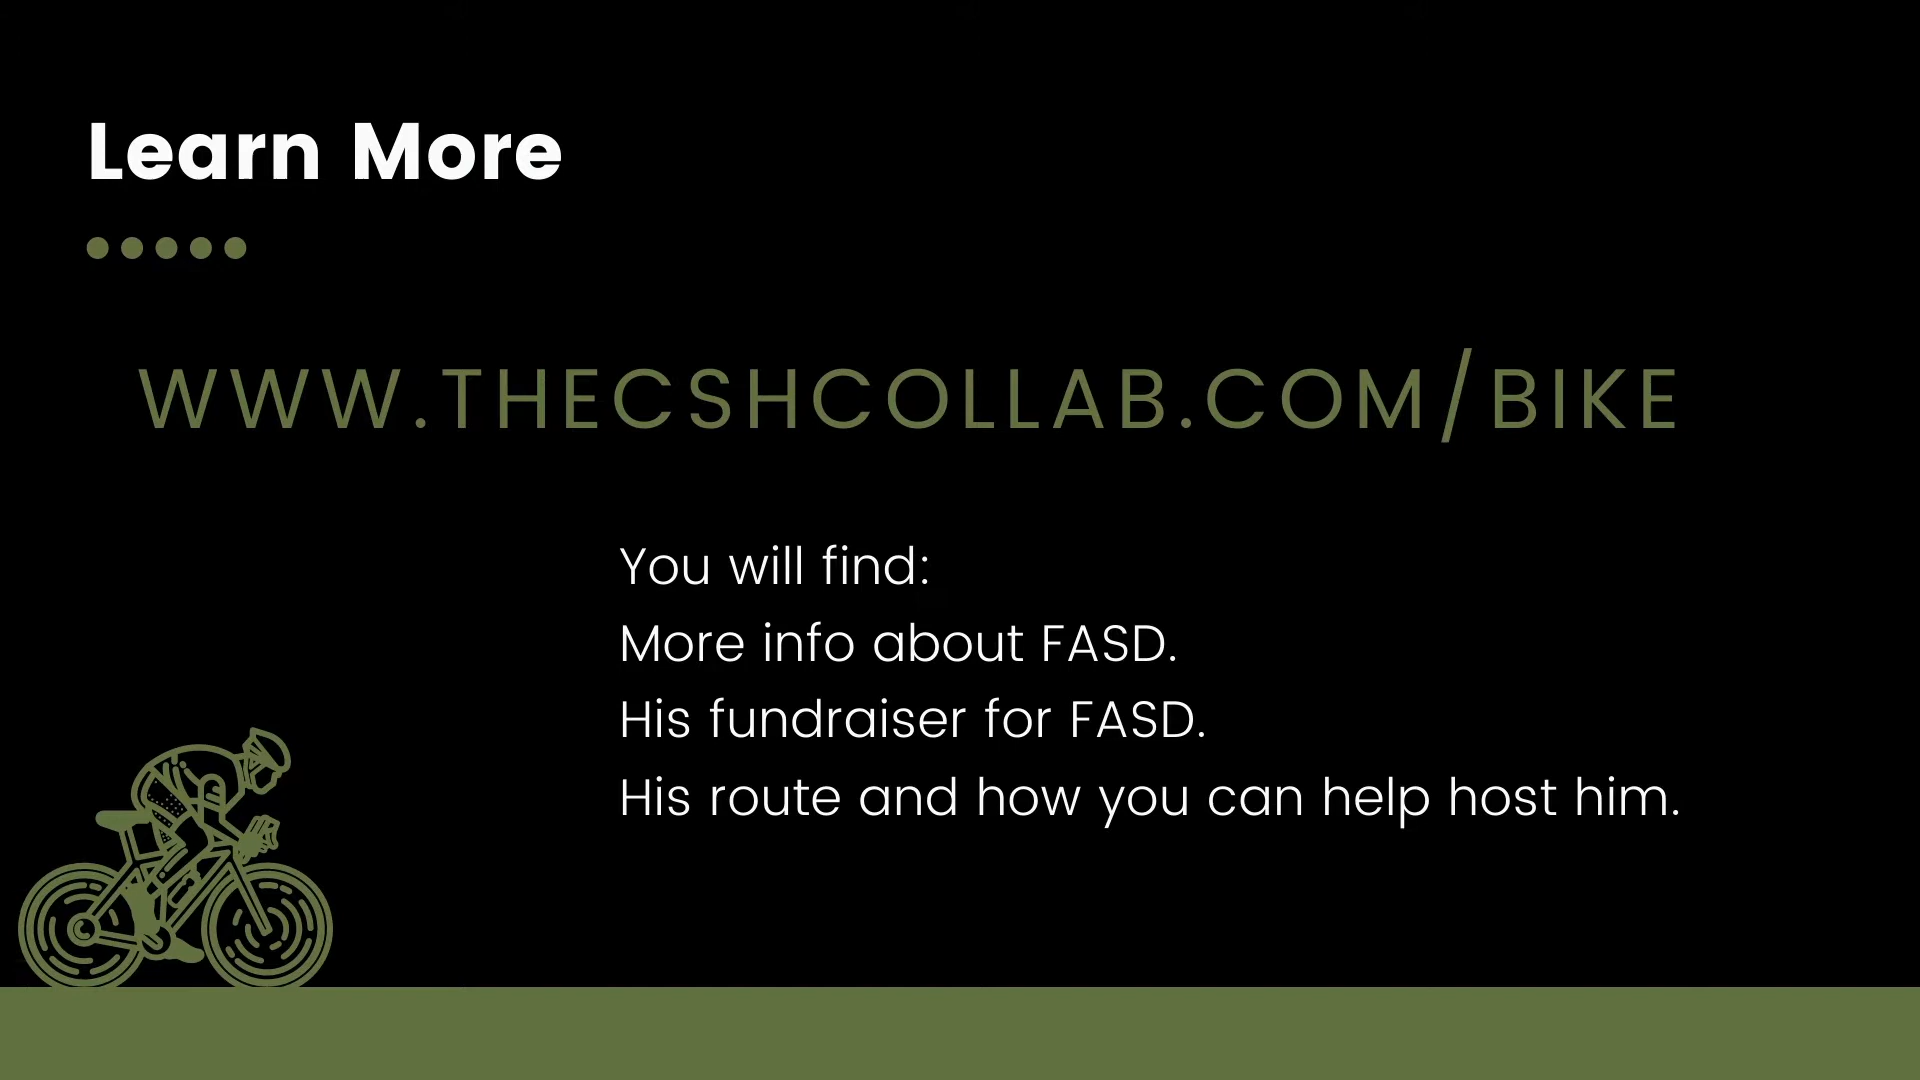 Learn More
WWW.THECSHCOLLAB.COM/BIKE
You will find:
More info about FASD.
His fundraiser for FASD.
His route and how you can help host him.